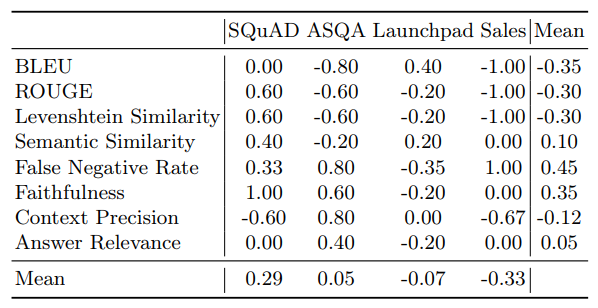 SQuAD ASQA Launchpad Sales Mean
BLEU 0.00 -0.80 0.40 -1.00 -0.35
ROUGE 0.60 -0.60 -0.20 -1.00 -0.30
Levenshtein Similarity 0.60 -0.60 -0.20 -1.00 -0.30
Semantic Similarity 0.40 -0.20 0.20 0.00 0.10
False Negative Rate 0.33 0.80 -0.35 1.00 0.45
Faithfulness 1.00 0.60 -0.20 0.00 0.35
Context Precision -0.60 0.80 0.00 -0.67 -0.12
Answer Relevance 0.00 0.40 -0.20 0.00 0.05
Mean 0.29 0.05 -0.07 -0.33